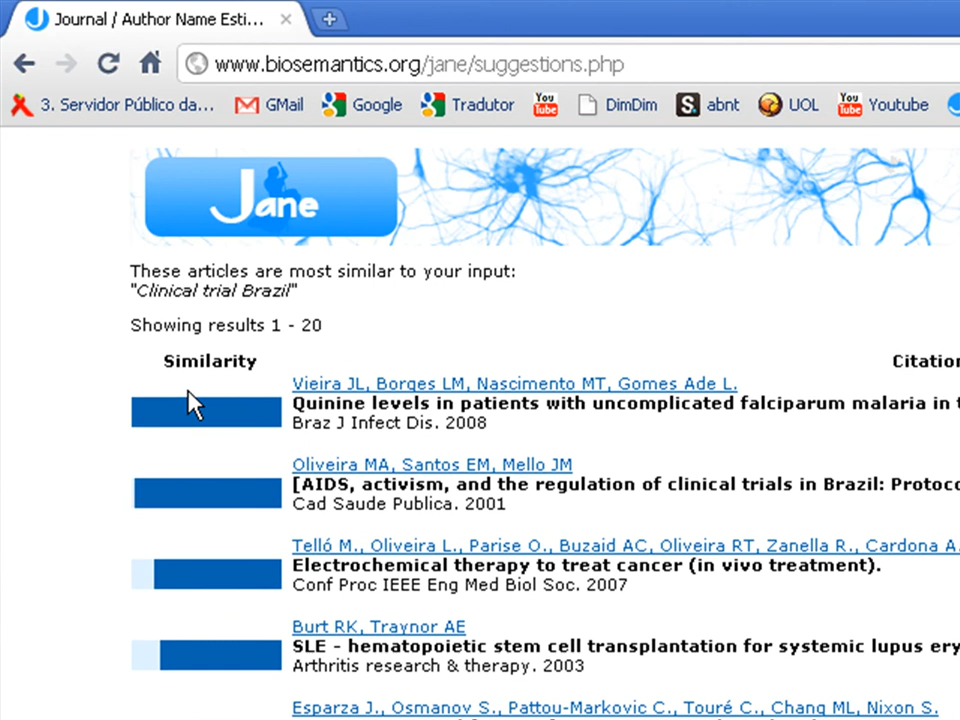 Journal / Author Name Esti...
www.biosemantics.org/jane/suggestions.php
3. Servidor Público da... GMail Google Tradutor You Tube DimDim S. abnt UOL You Tube Youtube
Jane
These articles are most similar to your input:
"Clinical trial Brazil"
Showing results 1 - 20
Similarity Citation
Vieira JL, Borges LM, Nascimento MT, Gomes Ade L.
Quinine levels in patients with uncomplicated falciparum malaria in t
Braz J Infect Dis. 2008
Oliveira MA, Santos EM, Mello JM
[AIDS, activism, and the regulation of clinical trials in Brazil: Protoco
Cad Saude Publica. 2001
Telló M., Oliveira L., Parise O., Buzaid AC, Oliveira RT, Zanella R., Cardona A.
Electrochemical therapy to treat cancer (in vivo treatment).
Conf Proc IEEE Eng Med Biol Soc. 2007
Burt RK, Traynor AE
SLE - hematopoietic stem cell transplantation for systemic lupus ery
Arthritis research & therapy. 2003
Esparza J., Osmanov S., Pattou-Markovic C., Touré C., Chang ML, Nixon S.